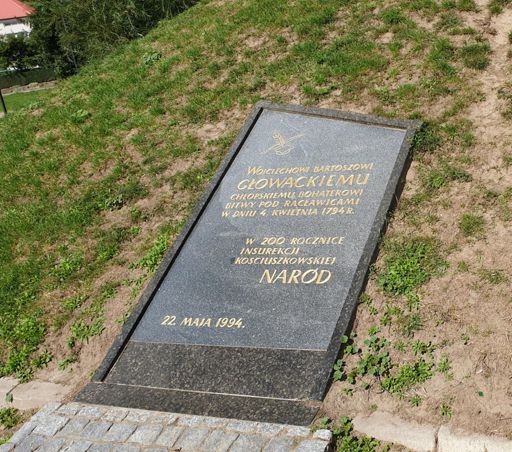 WOJCIECHOWI BARTOSZOWI
GŁOWACKIEMU
CHŁOPSKIEMU BOHATEROWI
BITWY POD RACŁAWICAMI
W DNIU 4. KWIETNIA 1794 R.
W 200 ROCZNICĘ
INSUREKCJI
KOŚCIUSZKOWSKIEJ
NARÓD
22. MAJA 1994.